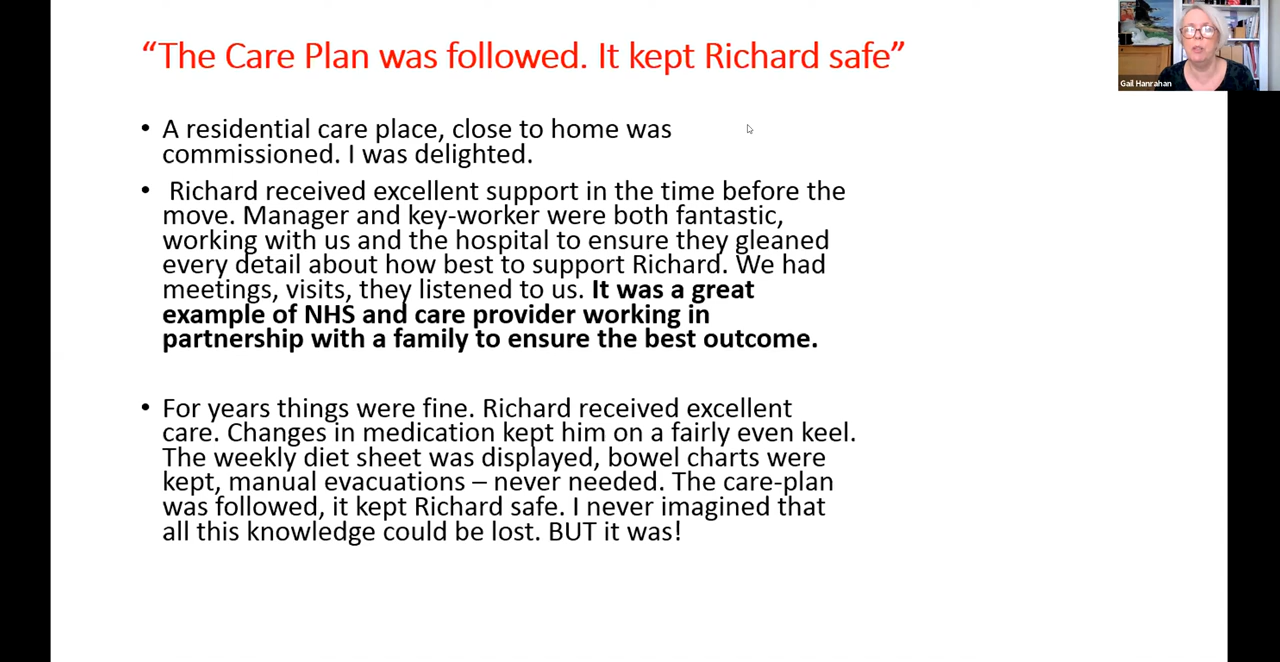 “The Care Plan was followed. It kept Richard safe”
Gail Hanrahan
• A residential care place, close to home was
commissioned. I was delighted.
• Richard received excellent support in the time before the
move. Manager and key-worker were both fantastic,
working with us and the hospital to ensure they gleaned
every detail about how best to support Richard. We had
meetings, visits, they listened to us. It was a great
example of NHS and care provider working in
partnership with a family to ensure the best outcome.
• For years things were fine. Richard received excellent
care. Changes in medication kept him on a fairly even keel.
The weekly diet sheet was displayed, bowel charts were
kept, manual evacuations – never needed. The care-plan
was followed, it kept Richard safe. I never imagined that
all this knowledge could be lost. BUT it was!